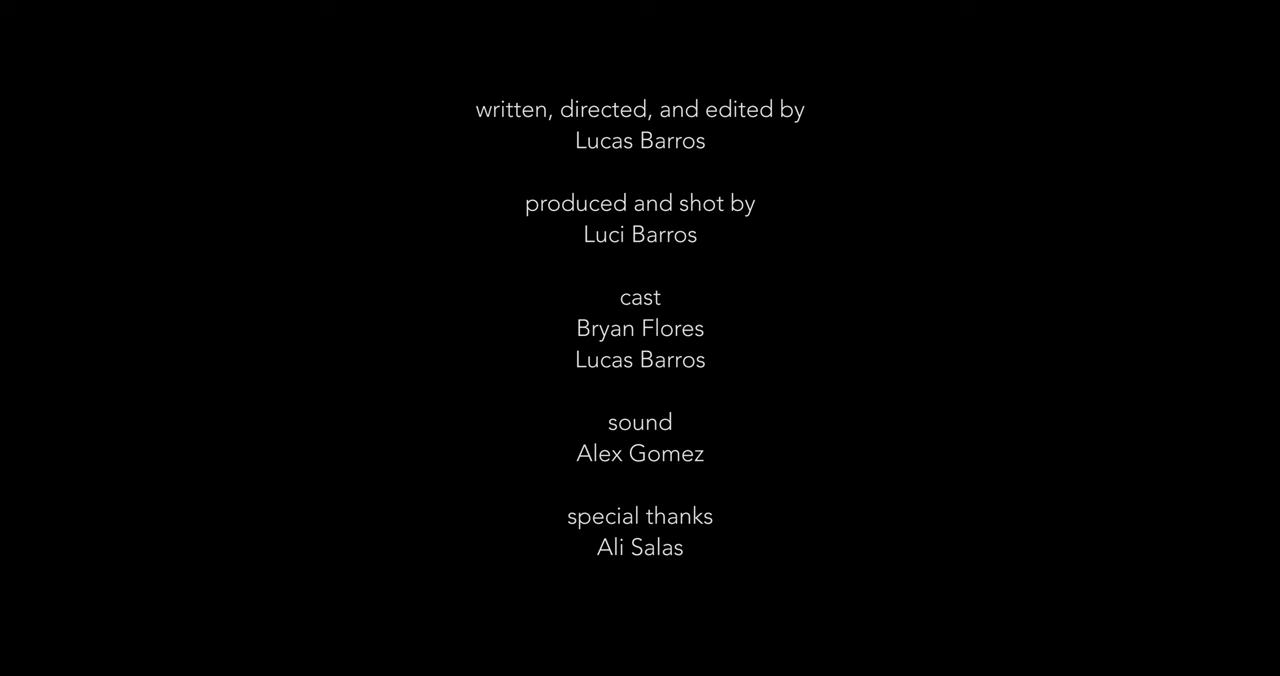 written, directed, and edited by
Lucas Barros
produced and shot by
Luci Barros
cast
Bryan Flores
Lucas Barros
sound
Alex Gomez
special thanks
Ali Salas